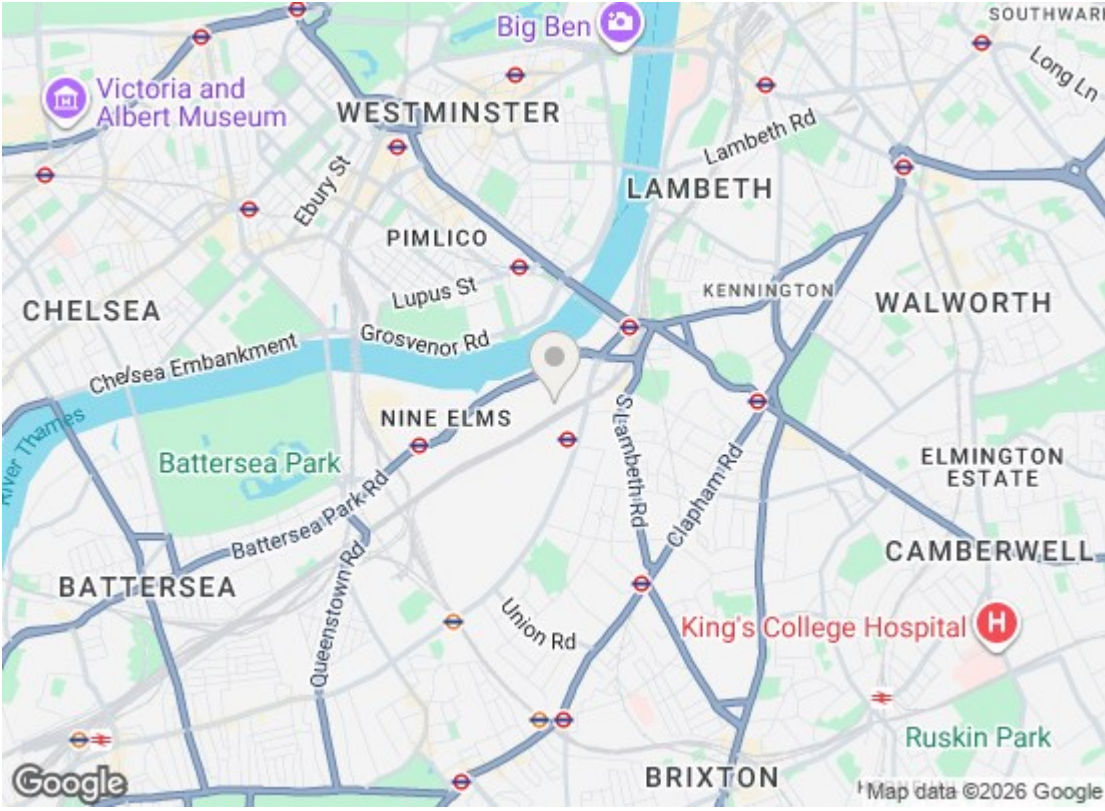 SOUTHWAR
Big Ben
Long Ln
Victoria and
Albert Museum
WESTMINSTER
Lambeth Rd
Ebury St
LAMBETH
PIMLICO
Lupus St
KENNINGTON
CHELSEA
WALWORTH
Grosvenor Rd
Chelsea Embankment
NINE ELMS
River Thames
S Lambeth Rd
Clapham Rd
Battersea Park
ELMINGTON
ESTATE
Battersea Park Rd
CAMBERWELL
BATTERSEA
Queenstown Rd
Union Rd
King's College Hospital
H
Ruskin Park
BRIXTON
Google
Map data ©2026 Google